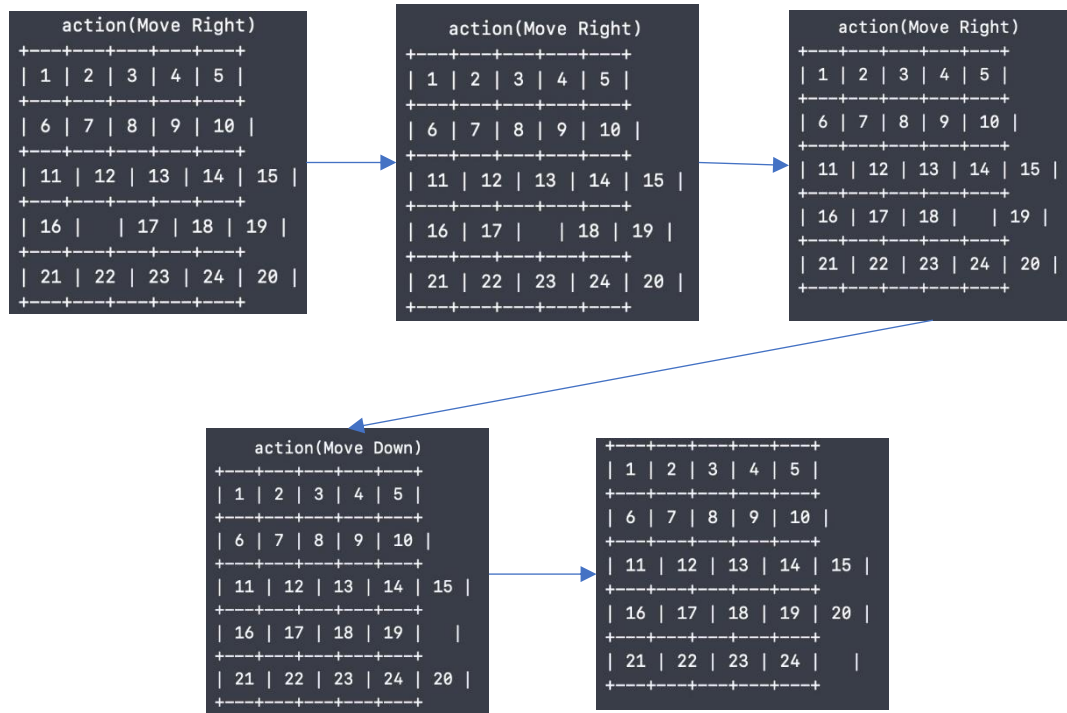 action(Move Right)
+---+---+---+---+---+
| 1 | 2 | 3 | 4 | 5 |
+---+---+---+---+---+
| 6 | 7 | 8 | 9 | 10 |
+---+---+---+---+---+
| 11 | 12 | 13 | 14 | 15 |
+---+---+---+---+---+
| 16 |   | 17 | 18 | 19 |
+---+---+---+---+---+
| 21 | 22 | 23 | 24 | 20 |
+---+---+---+---+---+
action(Move Right)
+---+---+---+---+---+
| 1 | 2 | 3 | 4 | 5 |
+---+---+---+---+---+
| 6 | 7 | 8 | 9 | 10 |
+---+---+---+---+---+
| 11 | 12 | 13 | 14 | 15 |
+---+---+---+---+---+
| 16 | 17 |   | 18 | 19 |
+---+---+---+---+---+
| 21 | 22 | 23 | 24 | 20 |
+---+---+---+---+---+
action(Move Right)
+---+---+---+---+---+
| 1 | 2 | 3 | 4 | 5 |
+---+---+---+---+---+
| 6 | 7 | 8 | 9 | 10 |
+---+---+---+---+---+
| 11 | 12 | 13 | 14 | 15 |
+---+---+---+---+---+
| 16 | 17 | 18 |   | 19 |
+---+---+---+---+---+
| 21 | 22 | 23 | 24 | 20 |
+---+---+---+---+---+
action(Move Down)
+---+---+---+---+---+
| 1 | 2 | 3 | 4 | 5 |
+---+---+---+---+---+
| 6 | 7 | 8 | 9 | 10 |
+---+---+---+---+---+
| 11 | 12 | 13 | 14 | 15 |
+---+---+---+---+---+
| 16 | 17 | 18 | 19 |   |
+---+---+---+---+---+
| 21 | 22 | 23 | 24 | 20 |
+---+---+---+---+---+
+---+---+---+---+---+
| 1 | 2 | 3 | 4 | 5 |
+---+---+---+---+---+
| 6 | 7 | 8 | 9 | 10 |
+---+---+---+---+---+
| 11 | 12 | 13 | 14 | 15 |
+---+---+---+---+---+
| 16 | 17 | 18 | 19 | 20 |
+---+---+---+---+---+
| 21 | 22 | 23 | 24 |   |
+---+---+---+---+---+